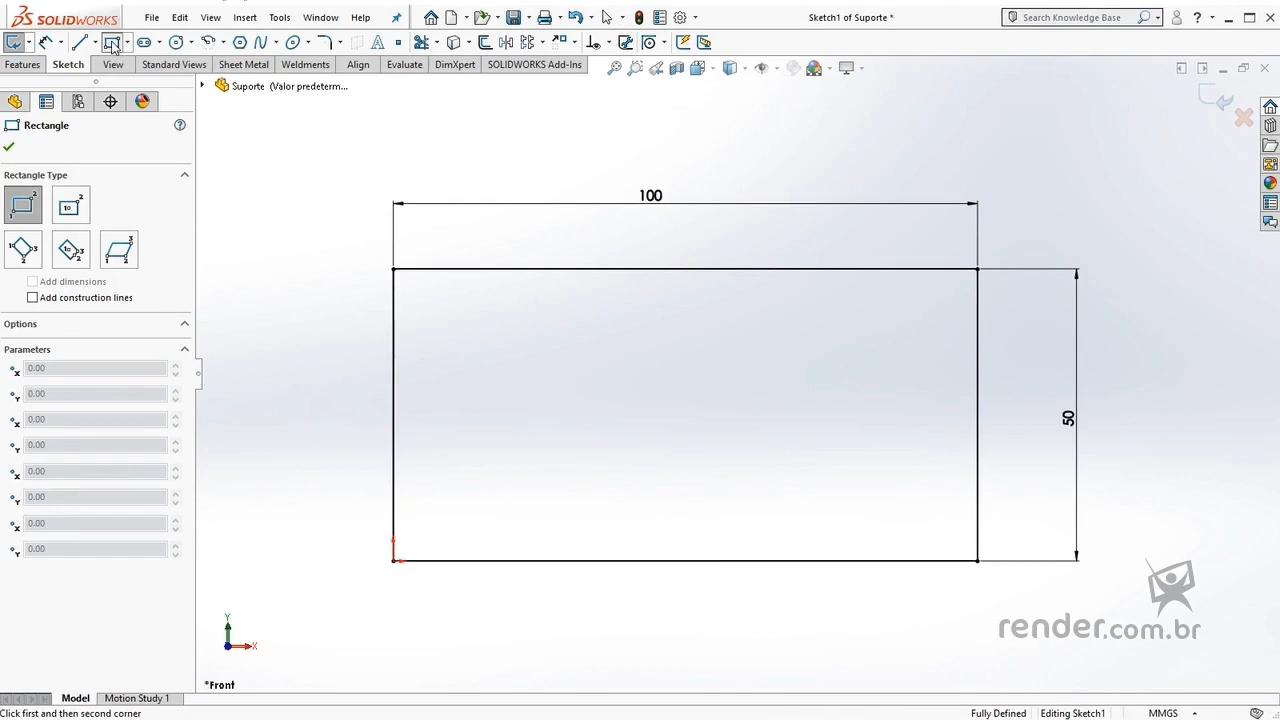 SOLIDWORKS
File Edit View Insert Tools Window Help
Sketch1 of Suporte *
Search Knowledge Base
?
A
Features Sketch View Standard Views Sheet Metal Weldments Align Evaluate DimXpert SOLIDWORKS Add-Ins
Suporte (Valor predeterm...
Rectangle
?
Rectangle Type
Add dimensions
Add construction lines
Options
Parameters
x 0.00
Y 0.00
x 0.00
Y 0.00
x 0.00
Y 0.00
x 0.00
Y 0.00
100
50
Y
X
render.com.br
*Front
Model Motion Study 1
Click first and then second corner
Fully Defined Editing Sketch1 MMGS